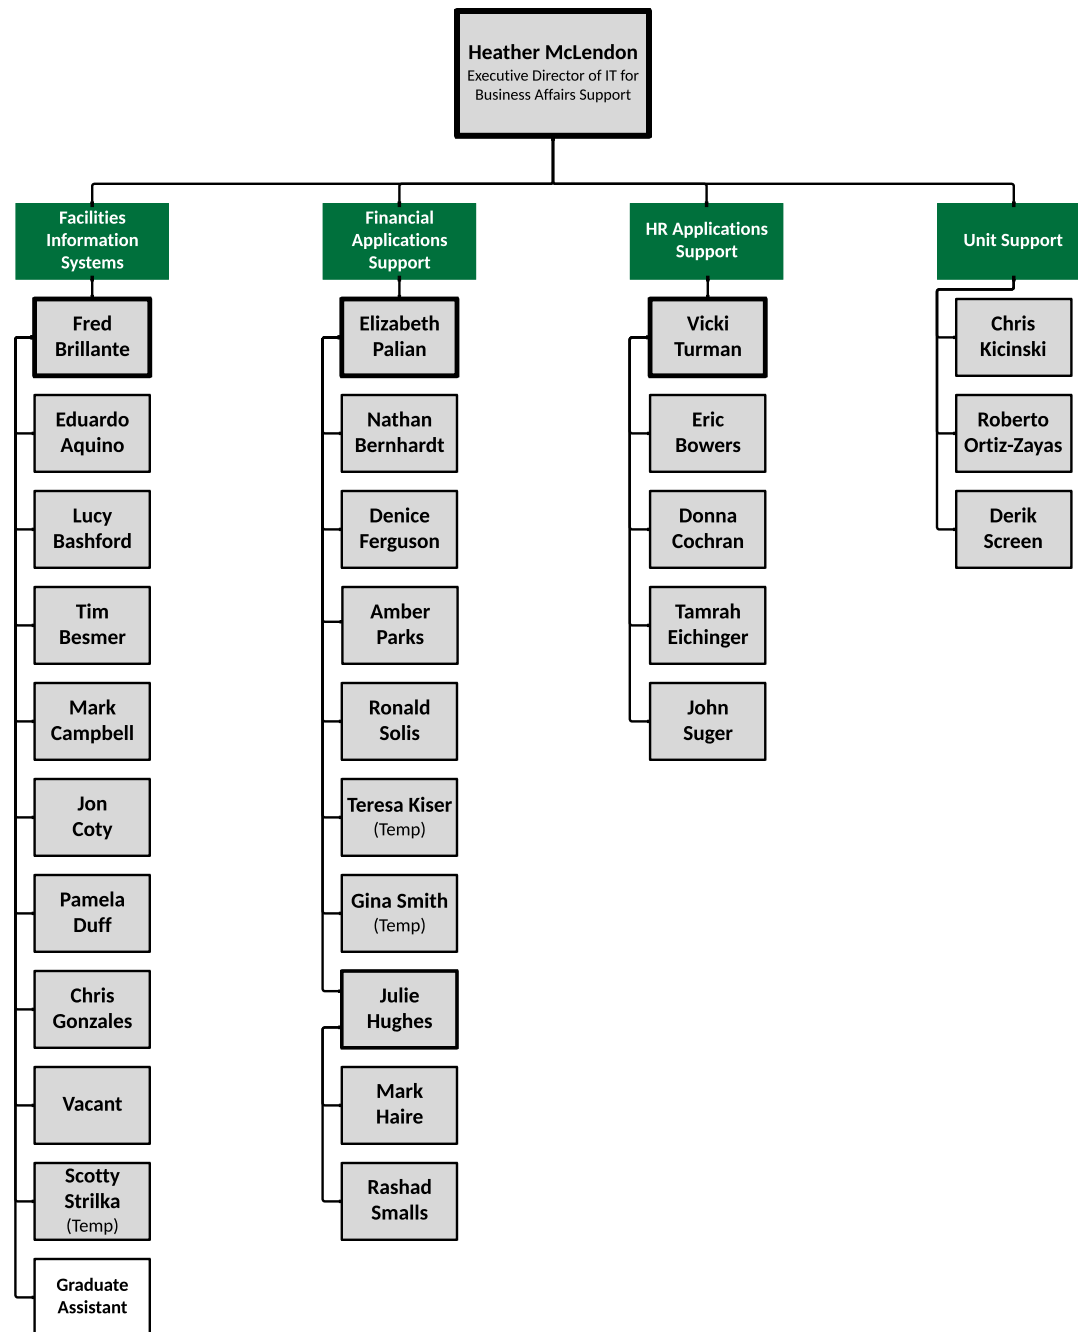 Heather McLendon
Executive Director of IT for
Business Affairs Support
Facilities
Information
Systems
Fred
Brillante
Eduardo
Aquino
Lucy
Bashford
Tim
Besmer
Mark
Campbell
Jon
Coty
Pamela
Duff
Chris
Gonzales
Vacant
Scotty
Strilka
(Temp)
Graduate
Assistant
Financial
Applications
Support
Elizabeth
Palian
Nathan
Bernhardt
Denice
Ferguson
Amber
Parks
Ronald
Solis
Teresa Kiser
(Temp)
Gina Smith
(Temp)
Julie
Hughes
Mark
Haire
Rashad
Smalls
HR Applications
Support
Vicki
Turman
Eric
Bowers
Donna
Cochran
Tamrah
Eichinger
John
Suger
Unit Support
Chris
Kicinski
Roberto
Ortiz-Zayas
Derik
Screen